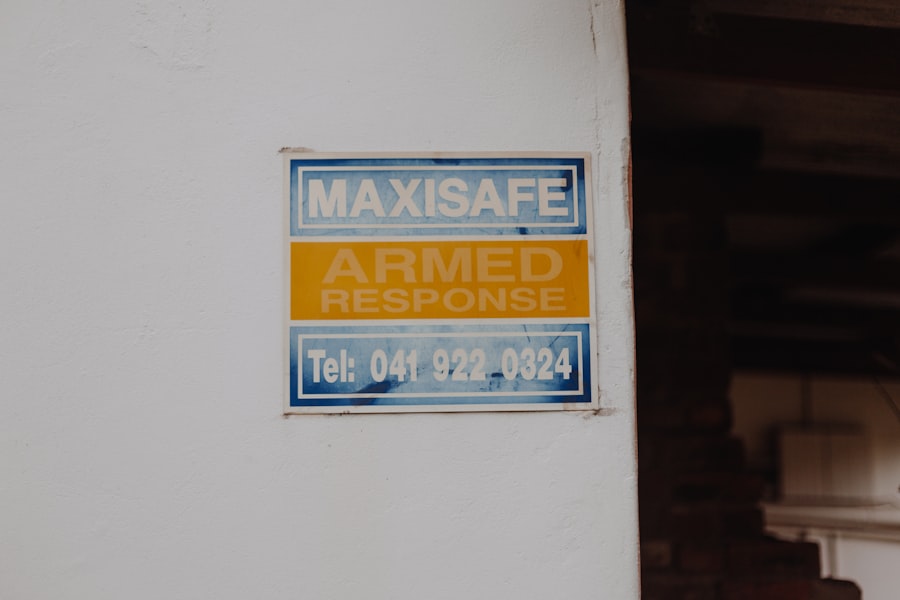 MAXISAFE
ARMED
RESPONSE
Tel: 041 922 0324